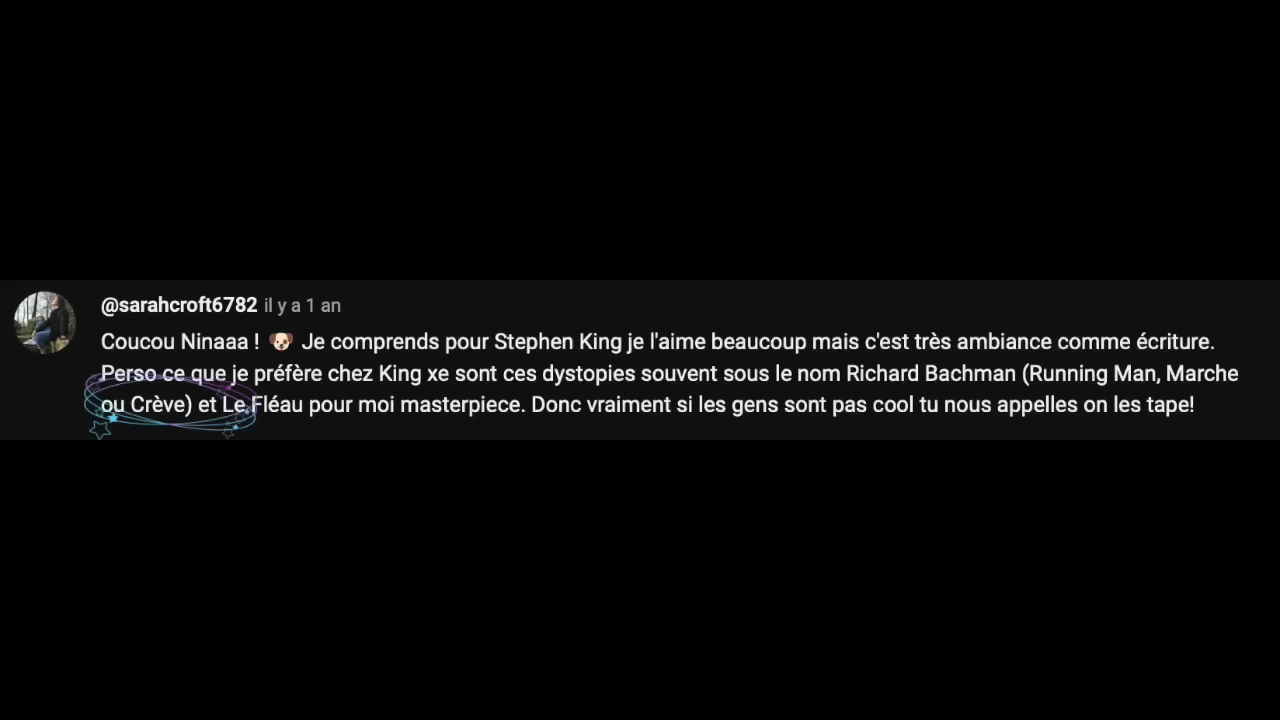 @sarahcroft6782 il y a 1 an
Coucou Ninaaa ! 🐶 Je comprends pour Stephen King je l'aime beaucoup mais c'est très ambiance comme écriture.
Perso ce que je préfère chez King xe sont ces dystopies souvent sous le nom Richard Bachman (Running Man, Marche
ou Crève) et Le Fléau pour moi masterpiece. Donc vraiment si les gens sont pas cool tu nous appelles on les tape!